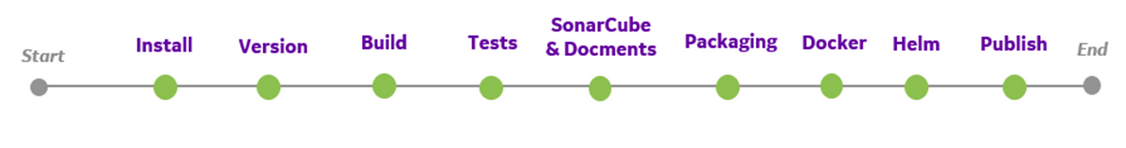 Start
Install
Version
Build
Tests
SonarCube
& Docments
Packaging
Docker
Helm
Publish
End